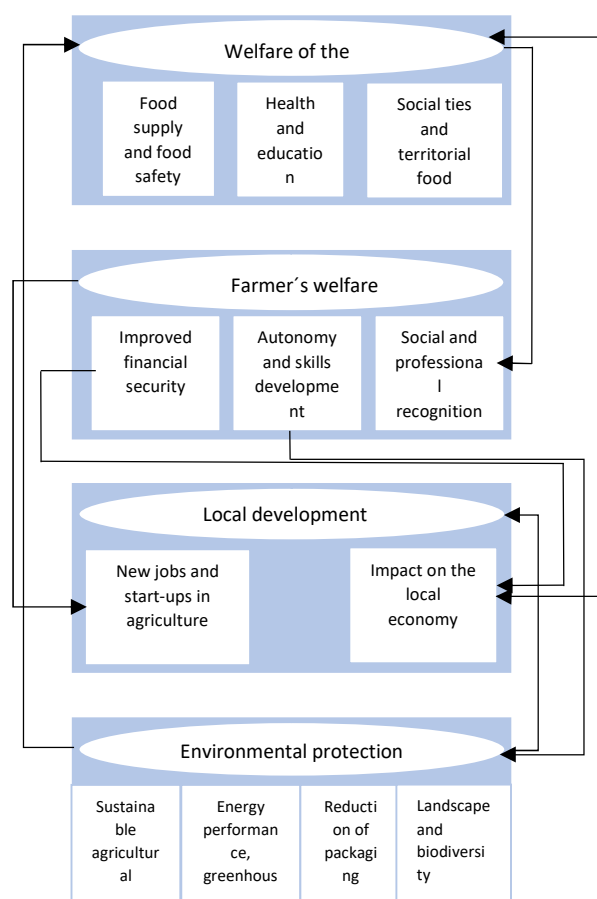 Welfare of the
Food
supply
and food
safety
Health
and
educatio
n
Social ties
and
territorial
food
Farmer´s welfare
Improved
financial
security
Autonomy
and skills
developme
nt
Social and
professiona
l
recognition
Local development
New jobs and
start-ups in
agriculture
Impact on the
local
economy
Environmental protection
Sustaina
ble
agricultur
al
Energy
performan
ce,
greenhous
Reducti
on of
packagi
ng
Landscape
and
biodiversi
ty